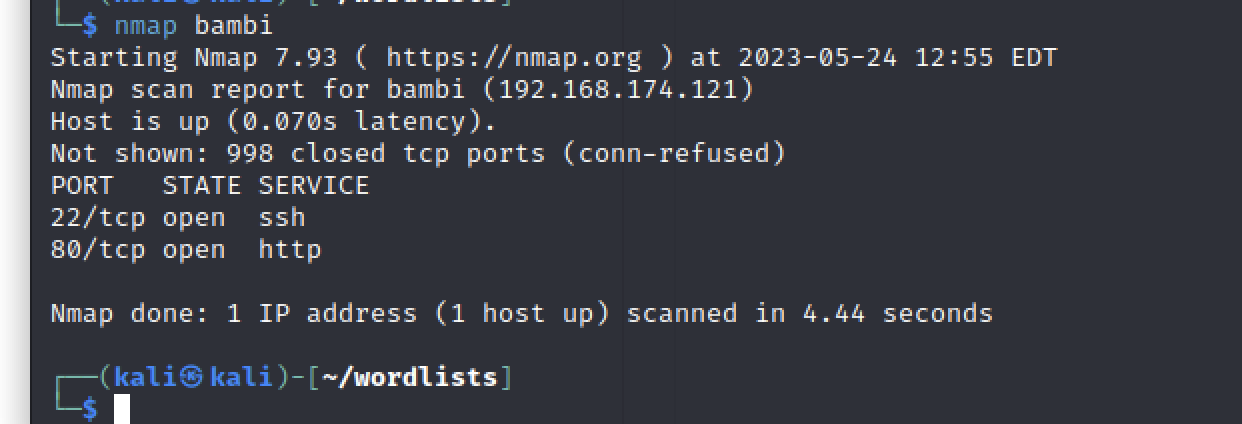 (kali㉿kali)-[~/wordlists]
$ nmap bambi
Starting Nmap 7.93 ( https://nmap.org ) at 2023-05-24 12:55 EDT
Nmap scan report for bambi (192.168.174.121)
Host is up (0.070s latency).
Not shown: 998 closed tcp ports (conn-refused)
PORT   STATE SERVICE
22/tcp open  ssh
80/tcp open  http
Nmap done: 1 IP address (1 host up) scanned in 4.44 seconds
(kali㉿kali)-[~/wordlists]
$